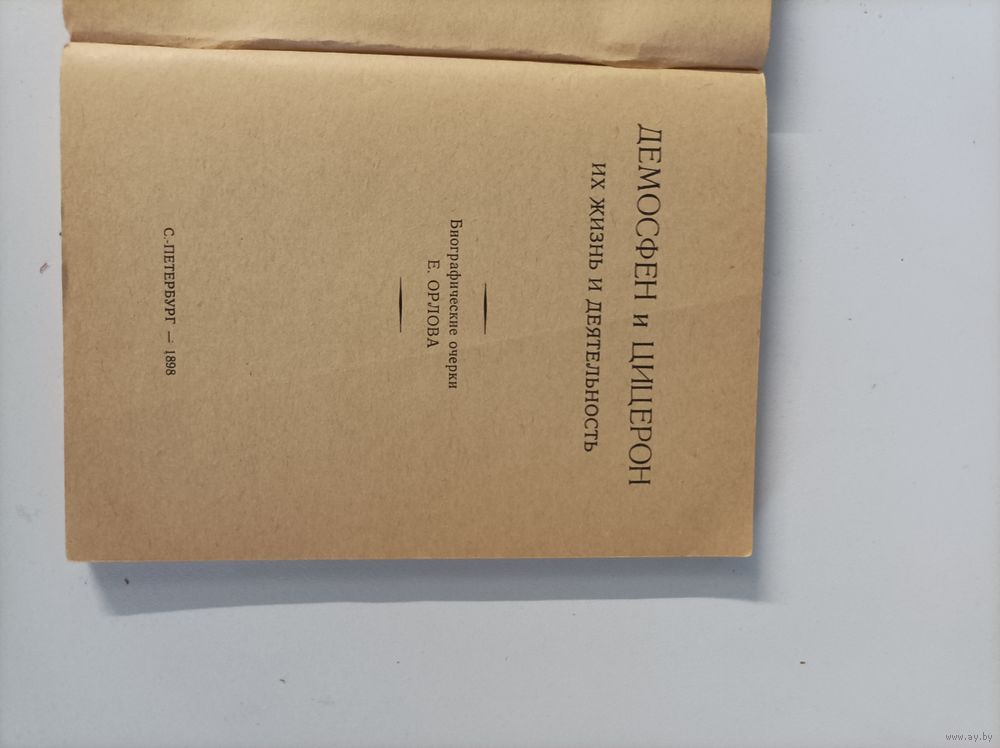 ДЕМОСФЕН и ЦИЦЕРОН
ИХ ЖИЗНЬ И ДЕЯТЕЛЬНОСТЬ
Биографические очерки
Е. ОРЛОВА
С.-ПЕТЕРБУРГ — 1898
www.ay.by